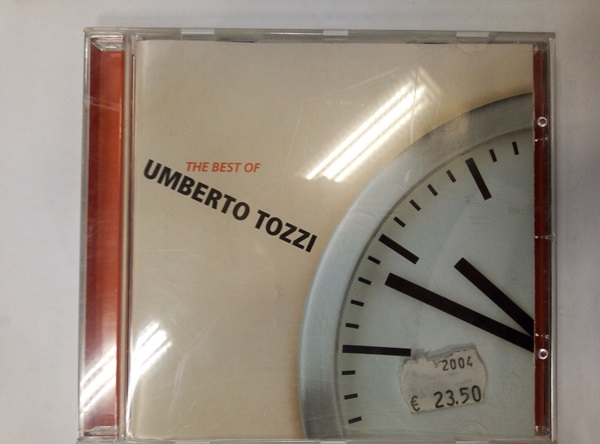 THE BEST OF
UMBERTO TOZZI
2004
€ 23.50